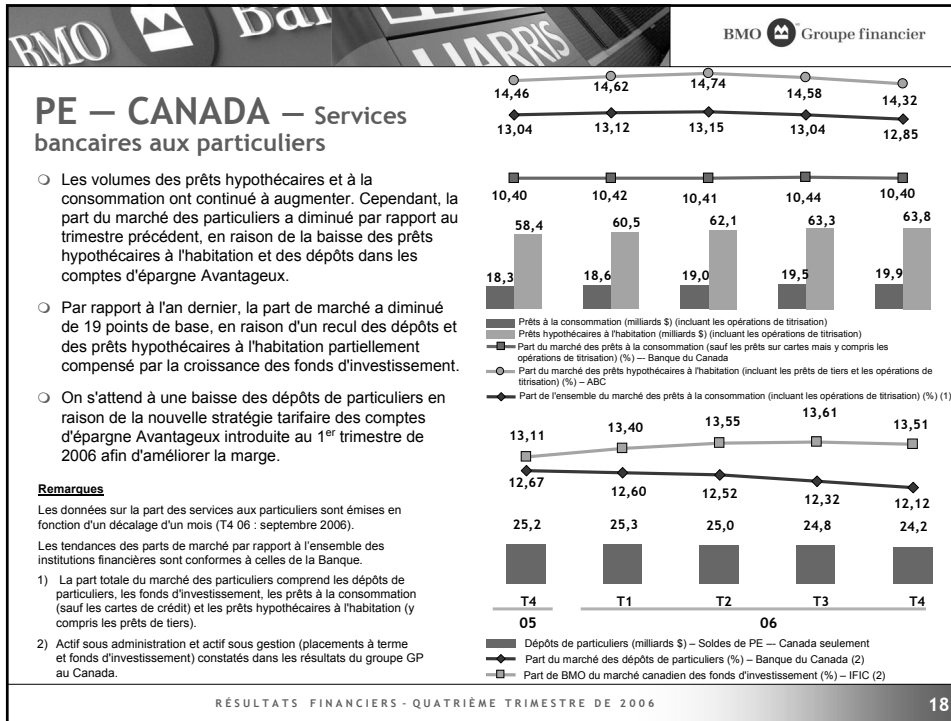 BMO
Ban
HARRIS
BMO Groupe financier
PE — CANADA — Services
bancaires aux particuliers
Les volumes des prêts hypothécaires et à la
consommation ont continué à augmenter. Cependant, la
part du marché des particuliers a diminué par rapport au
trimestre précédent, en raison de la baisse des prêts
hypothécaires à l'habitation et des dépôts dans les
comptes d'épargne Avantageux.
Par rapport à l'an dernier, la part de marché a diminué
de 19 points de base, en raison d'un recul des dépôts et
des prêts hypothécaires à l'habitation partiellement
compensé par la croissance des fonds d'investissement.
On s'attend à une baisse des dépôts de particuliers en
raison de la nouvelle stratégie tarifaire des comptes
d'épargne Avantageux introduite au 1er trimestre de
2006 afin d'améliorer la marge.
Remarques
Les données sur la part des services aux particuliers sont émises en
fonction d'un décalage d'un mois (T4 06 : septembre 2006).
Les tendances des parts de marché par rapport à l'ensemble des
institutions financières sont conformes à celles de la Banque.
1) La part totale du marché des particuliers comprend les dépôts de
particuliers, les fonds d'investissement, les prêts à la consommation
(sauf les cartes de crédit) et les prêts hypothécaires à l'habitation (y
compris les prêts de tiers).
2) Actif sous administration et actif sous gestion (placements à terme
et fonds d'investissement) constatés dans les résultats du groupe GP
au Canada.
14,46 14,62 14,74 14,58 14,32
13,04 13,12 13,15 13,04 12,85
10,40 10,42 10,41 10,44 10,40
58,4 60,5 62,1 63,3 63,8
18,3 18,6 19,0 19,5 19,9
Prêts à la consommation (milliards $) (incluant les opérations de titrisation)
Prêts hypothécaires à l'habitation (milliards $) (incluant les opérations de titrisation)
Part du marché des prêts à la consommation (sauf les prêts sur cartes mais y compris les
opérations de titrisation) (%) –- Banque du Canada
Part du marché des prêts hypothécaires à l'habitation (incluant les prêts de tiers et les opérations de
titrisation) (%) – ABC
Part de l'ensemble du marché des prêts à la consommation (incluant les opérations de titrisation) (%) (1)
13,11 13,40 13,55 13,61 13,51
12,67 12,60 12,52 12,32 12,12
25,2 25,3 25,0 24,8 24,2
T4 T1 T2 T3 T4
05 06
Dépôts de particuliers (milliards $) – Soldes de PE –- Canada seulement
Part du marché des dépôts de particuliers (%) – Banque du Canada (2)
Part de BMO du marché canadien des fonds d'investissement (%) – IFIC (2)
RÉSULTATS FINANCIERS - QUATRIÈME TRIMESTRE DE 2006
18